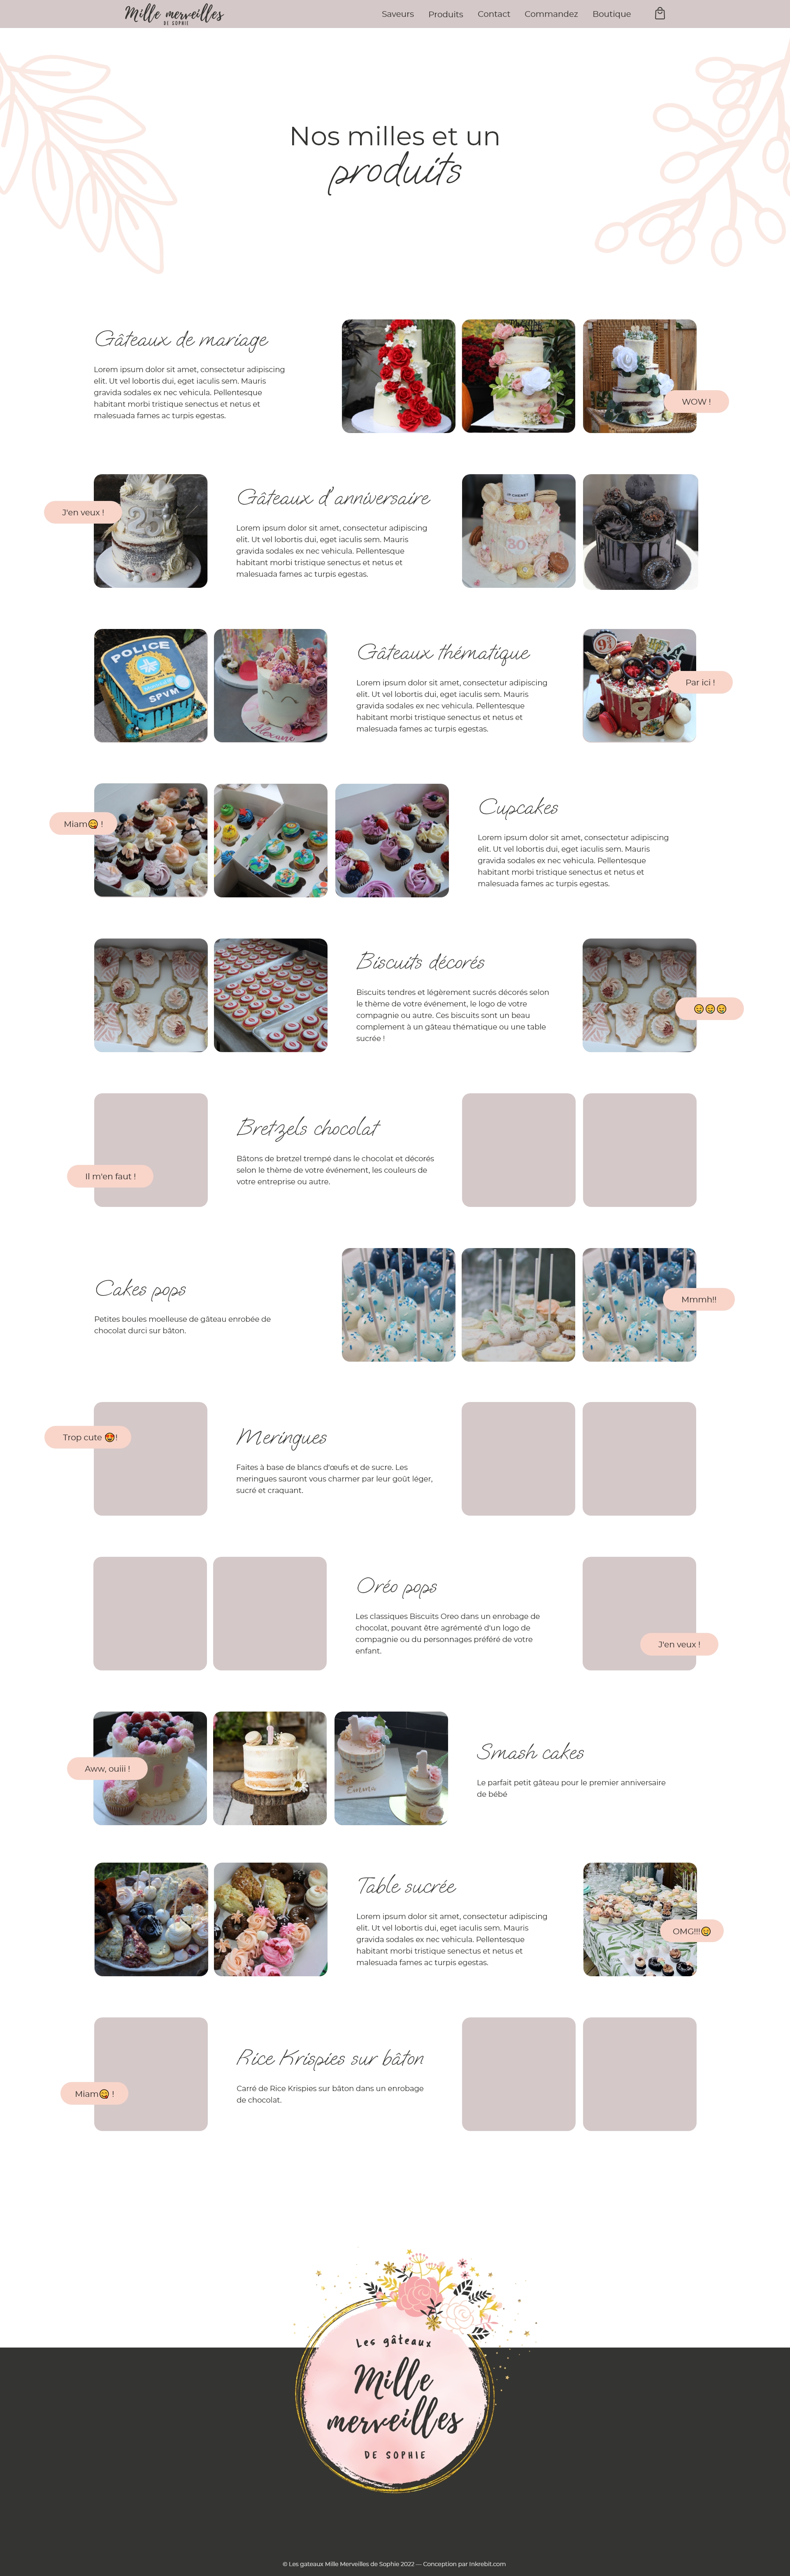 Mille merveilles
DE SOPHIE
Saveurs Produits Contact Commandez Boutique
Nos milles et un
produits
Gâteaux de mariage
Lorem ipsum dolor sit amet, consectetur adipiscing
elit. Ut vel lobortis dui, eget iaculis sem. Mauris
gravida sodales ex nec vehicula. Pellentesque
habitant morbi tristique senectus et netus et
malesuada fames ac turpis egestas.
WOW !
J'en veux !
25
Gâteaux d'anniversaire
Lorem ipsum dolor sit amet, consectetur adipiscing
elit. Ut vel lobortis dui, eget iaculis sem. Mauris
gravida sodales ex nec vehicula. Pellentesque
habitant morbi tristique senectus et netus et
malesuada fames ac turpis egestas.
30
POLICE
SPVM
Gâteaux thématique
Lorem ipsum dolor sit amet, consectetur adipiscing
elit. Ut vel lobortis dui, eget iaculis sem. Mauris
gravida sodales ex nec vehicula. Pellentesque
habitant morbi tristique senectus et netus et
malesuada fames ac turpis egestas.
Par ici !
Miam😋 !
Cupcakes
Lorem ipsum dolor sit amet, consectetur adipiscing
elit. Ut vel lobortis dui, eget iaculis sem. Mauris
gravida sodales ex nec vehicula. Pellentesque
habitant morbi tristique senectus et netus et
malesuada fames ac turpis egestas.
Biscuits décorés
Biscuits tendres et légèrement sucrés décorés selon
le thème de votre événement, le logo de votre
compagnie ou autre. Ces biscuits sont un beau
complement à un gâteau thématique ou une table
sucrée !
Bretzels chocolat
Bâtons de bretzel trempé dans le chocolat et décorés
selon le thème de votre événement, les couleurs de
votre entreprise ou autre.
Il m'en faut !
Cakes pops
Petites boules moelleuse de gâteau enrobée de
chocolat durci sur bâton.
Mmmh!!
Trop cute 🥰!
Meringues
Faites à base de blancs d'œufs et de sucre. Les
meringues sauront vous charmer par leur goût léger,
sucré et craquant.
Oréo pops
Les classiques Biscuits Oreo dans un enrobage de
chocolat, pouvant être agrémenté d'un logo de
compagnie ou du personnages préféré de votre
enfant.
J'en veux !
Aww, ouiii !
Emma
Smash cakes
Le parfait petit gâteau pour le premier anniversaire
de bébé
Table sucrée
Lorem ipsum dolor sit amet, consectetur adipiscing
elit. Ut vel lobortis dui, eget iaculis sem. Mauris
gravida sodales ex nec vehicula. Pellentesque
habitant morbi tristique senectus et netus et
malesuada fames ac turpis egestas.
OMG!!!
Rice Krispies sur bâton
Carré de Rice Krispies sur bâton dans un enrobage
de chocolat.
Miam😋 !
Les gâteaux
Mille
merveilles
DE SOPHIE
© Les gateaux Mille Merveilles de Sophie 2022 — Conception par Inkrebit.com